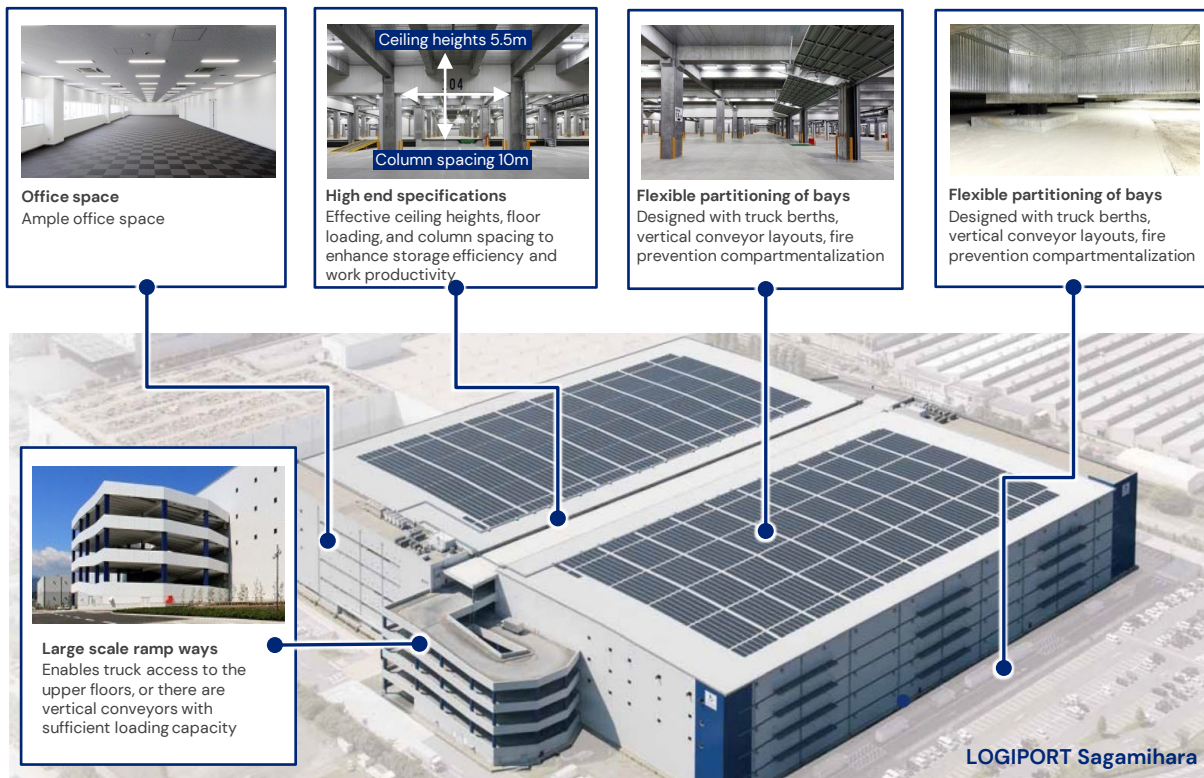 Ceiling heights 5.5m
04
Column spacing 10m
Office space
Ample office space
High end specifications
Effective ceiling heights, floor
loading, and column spacing to
enhance storage efficiency and
work productivity
Flexible partitioning of bays
Designed with truck berths,
vertical conveyor layouts, fire
prevention compartmentalization
Flexible partitioning of bays
Designed with truck berths,
vertical conveyor layouts, fire
prevention compartmentalization
Large scale ramp ways
Enables truck access to the
upper floors, or there are
vertical conveyors with
sufficient loading capacity
LOGIPORT Sagamihara